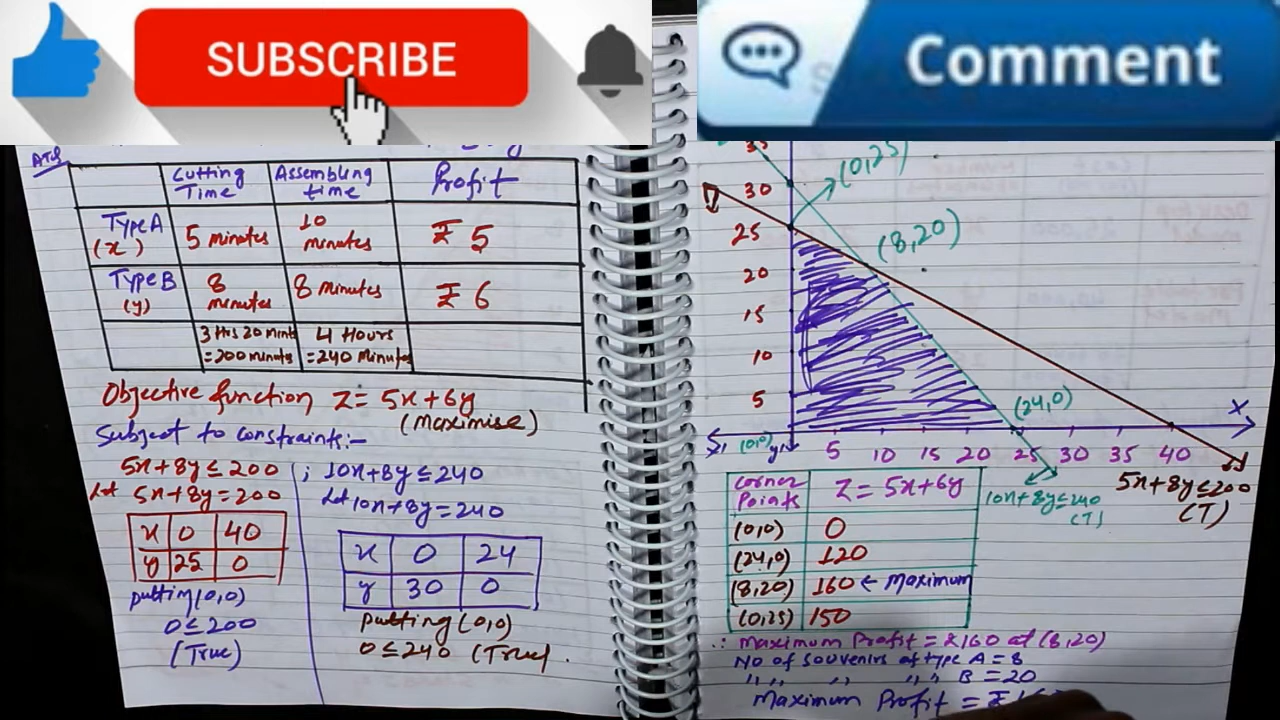 SUBSCRIBE
Comment
Cutting Time Assembling time Profit
Type A (x) 5 minutes 10 minutes ₹ 5
Type B (y) 8 minutes 8 minutes ₹ 6
3 Hrs 20 mints = 200 minutes 4 Hours = 240 Minutes
Objective function Z = 5x+6y
(Maximise)
Subject to constraints:-
5x+8y ≤ 200 ; 10x+8y ≤ 240
Let 5x+8y = 200
Let 10x+8y = 240
x 0 40
y 25 0
x 0 24
y 30 0
putting (0,0)
0 ≤ 200
(True)
putting (0,0)
0 ≤ 240 (True)
35
30
25
20
15
10
5
(0,25)
(8,20)
(24,0)
(0,0)
X
5 10 15 20 25 30 35 40
10x+8y ≤ 240
(T)
5x+8y ≤ 200
(T)
Corner Points Z = 5x+6y
(0,0) 0
(24,0) 120
(8,20) 160 ← Maximum
(0,25) 150
∴ Maximum Profit = ₹160 at (8,20)
No of Souvenirs of type A = 8
,, ,, ,, ,, ,, B = 20
Maximum Profit = ₹